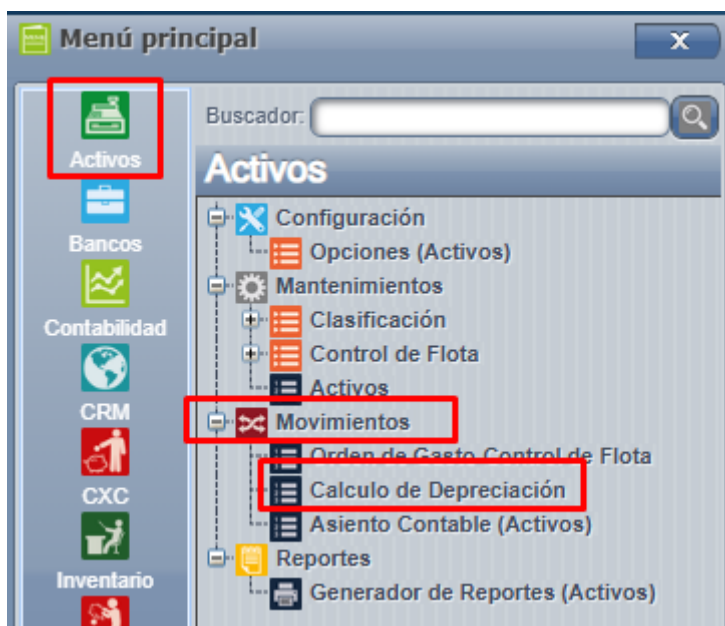 Menú principal
X
Activos
Bancos
Contabilidad
CRM
CXC
Inventario
Buscador:
Activos
Configuración
Opciones (Activos)
Mantenimientos
Clasificación
Control de Flota
Activos
Movimientos
Orden de Gasto Control de Flota
Calculo de Depreciación
Asiento Contable (Activos)
Reportes
Generador de Reportes (Activos)